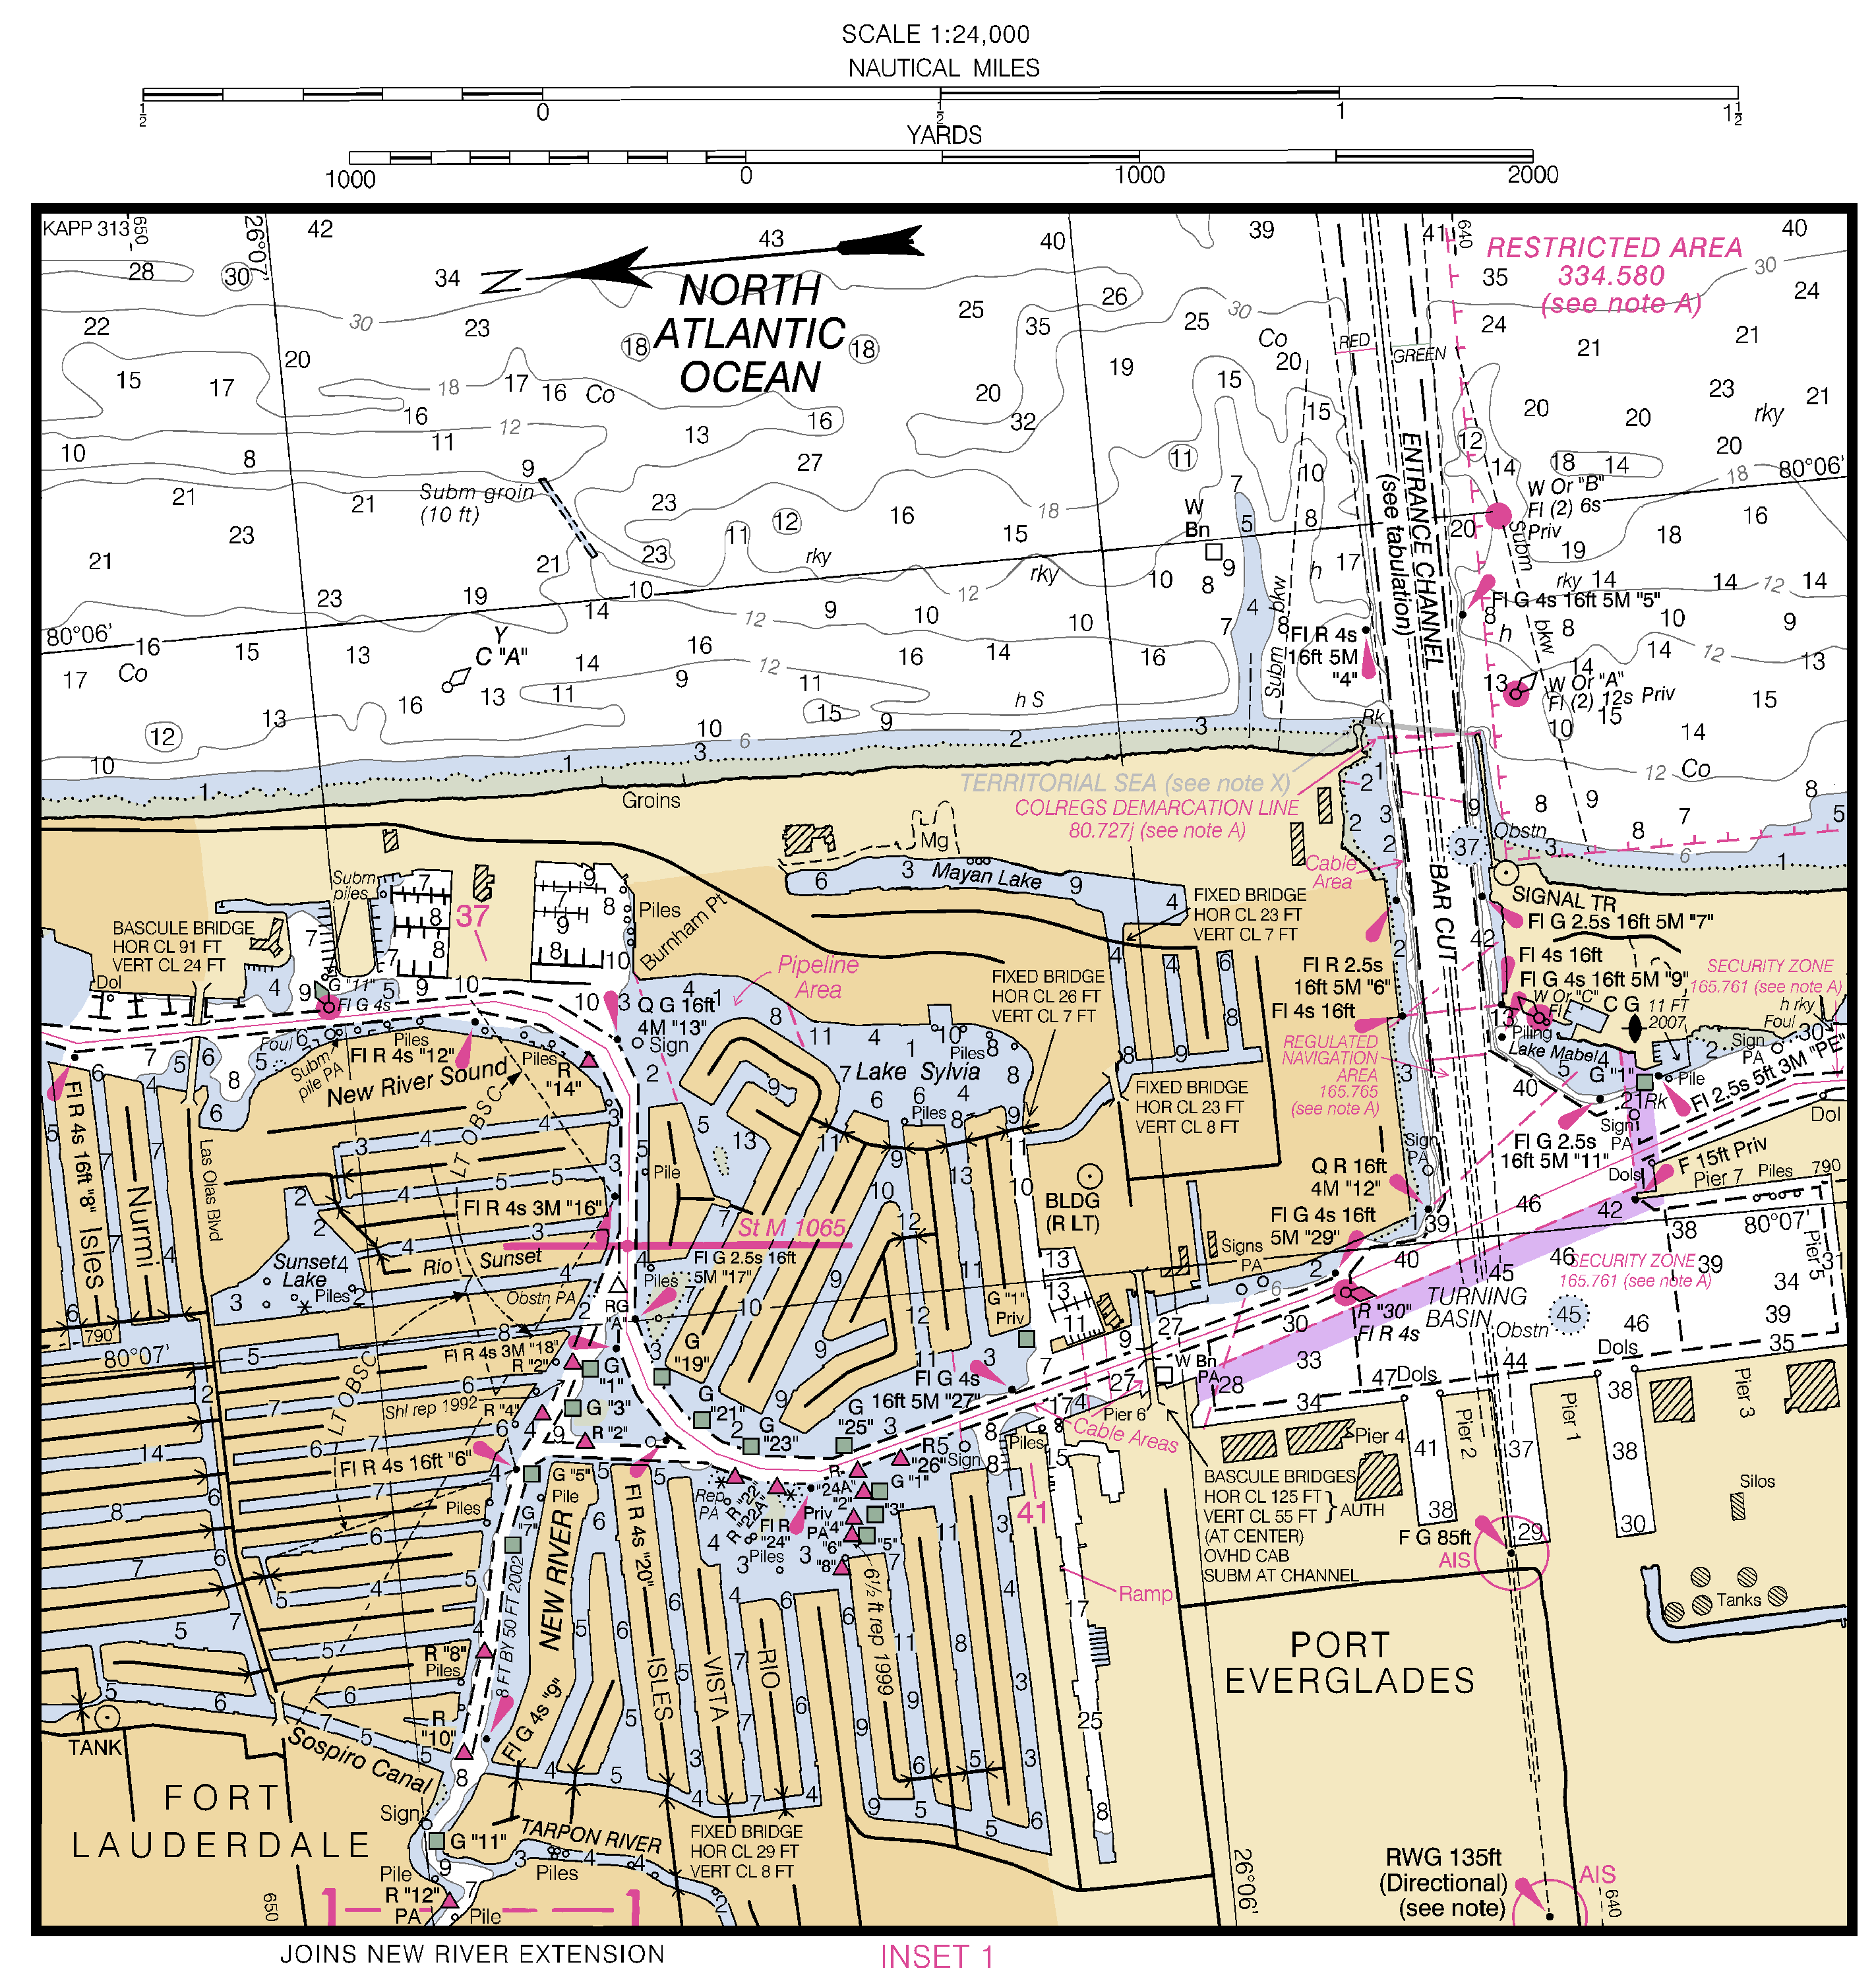 SCALE 1:24,000
NAUTICAL MILES
½ 0 ½ 1 1½
YARDS
1000 0 1000 2000
KAPP 313
650
26°07'
42
43
40
39
41
640
40
RESTRICTED AREA
334.580
(see note A)
28
30
34
N
NORTH
ATLANTIC
OCEAN
25
26
35
30
24
22
30
23
18
18
35
25
30
Co
20
RED
GREEN
24
21
21
20
15
17
18
17
16
Co
20
19
15
23
21
16
16
32
15
20
20
rky
12
11
13
12
10
8
27
11
10
14
18
14
20
18
80°06'
9
Subm groin
(10 ft)
21
21
23
23
16
18
15
W
Bn
7
5
8
ENTRANCE CHANNEL
(see tabulation)
20
W Or "B"
Fl (2) 6s
Priv
16
18
19
11
12
21
21
23
rky
rky
10
9
8
17
h
Subm
bkw
rky 14
14
12
14
Fl G 4s 16ft 5M "5"
23
19
10
14
12
9
12
10
10
4
7
8
Subm bkw
Fl R 4s
16ft 5M
"4"
8
h
8
10
9
80°06'
16
15
13
Y
C "A"
14
16
12
16
14
16
14
14
12
13
17
Co
16
13
11
9
11
13
W Or "A"
Fl (2) 12s Priv
15
15
10
12
13
10
15
9
h S
3
2
Rk
14
12
Co
10
1
3
6
1
Groins
TERRITORIAL SEA (see note X)
COLREGS DEMARCATION LINE
80.727j (see note A)
1
2
3
2
2
9
8
9
7
8
5
8
37
Obstn
3
6
1
Mg
Mayan Lake
6
3
9
4
Cable
Area
BAR CUT
SIGNAL TR
Fl G 2.5s 16ft 5M "7"
Subm
piles
37
BASCULE BRIDGE
HOR CL 91 FT
VERT CL 24 FT
Dol
Piles
Burnham Pt
FIXED BRIDGE
HOR CL 23 FT
VERT CL 7 FT
Pipeline
Area
FIXED BRIDGE
HOR CL 26 FT
VERT CL 7 FT
Fl R 2.5s
16ft 5M "6"
Fl 4s 16ft
42
Fl 4s 16ft
Fl G 4s 16ft 5M "9"
SECURITY ZONE
165.761 (see note A)
W Or "C"
Fl
C G
11 FT
2007
h rky
Foul
30
G "11"
Fl G 4s
Q G 16ft
4M "13"
Sign
Foul
Subm
pile PA
Piles
Fl R 4s "12"
Piles
R
"14"
New River Sound
Lake Sylvia
Piles
Piles
REGULATED
NAVIGATION
AREA
165.765
(see note A)
Piling
Lake Mabel
G "1"
Sign
PA
Pile
40
21
Rk
Fl 2.5s 5ft 3M "PE"
Dol
Fl R 4s 16ft "8"
FIXED BRIDGE
HOR CL 23 FT
VERT CL 8 FT
Sign
PA
Sign
PA
Fl G 2.5s
16ft 5M "11"
Isles
Nurmi
Las Olas Blvd
LT OBSC
Pile
Q R 16ft
4M "12"
Dols
F 15ft Priv
Pier 7
Piles
790
Fl R 4s 3M "16"
St M 1065
BLDG
(R LT)
Fl G 4s 16ft
5M "29"
39
46
42
38
80°07'
Rio
Sunset
Sunset
Lake
Piles
Fl G 2.5s 16ft
5M "17"
Piles
Signs
PA
40
46
SECURITY ZONE
165.761 (see note A)
39
Pier 5
31
34
Obstn PA
RG
"A"
G "1"
Priv
R "30"
Fl R 4s
45
TURNING
BASIN
Obstn
45
46
39
35
790
80°07'
Fl R 4s 3M "18"
R "2"
G
"1"
G
"19"
Fl G 4s
16ft 5M "27"
W Bn
PA
27
27
28
30
33
34
47
Dols
44
Dols
38
LT OBSC
Shl rep 1992
R "4"
G "3"
R "2"
G
"21"
G
"23"
G
"25"
Pier 6
Cable Areas
Pier 4
Pier 2
Pier 1
Pier 3
41
37
38
38
30
Fl R 4s 16ft "6"
G "5"
Pile
R
"26"
Sign
Piles
G "1"
R
"24A"
"2"
"3"
Priv
PA
"4"
"5"
"6"
"8"
Rep
PA
R "22"
R "22A"
Fl R
"24"
Piles
41
BASCULE BRIDGES
HOR CL 125 FT
VERT CL 55 FT
(AT CENTER)
AUTH
OVHD CAB
SUBM AT CHANNEL
Silos
F G 85ft
AIS
29
Piles
G
"7"
NEW RIVER
Fl R 4s "20"
6½ ft rep 1999
Ramp
Tanks
8 FT BY 50 FT 2002
R "8"
Piles
ISLES
VISTA
RIO
PORT
EVERGLADES
R
"10"
Fl G 4s "9"
TANK
Sospiro Canal
25
FORT
LAUDERDALE
Sign
G "11"
TARPON RIVER
Piles
FIXED BRIDGE
HOR CL 29 FT
VERT CL 8 FT
26°06'
RWG 135ft
(Directional)
(see note)
AIS
640
650
Pile
R "12"
PA
Pile
1
1
JOINS NEW RIVER EXTENSION
INSET 1